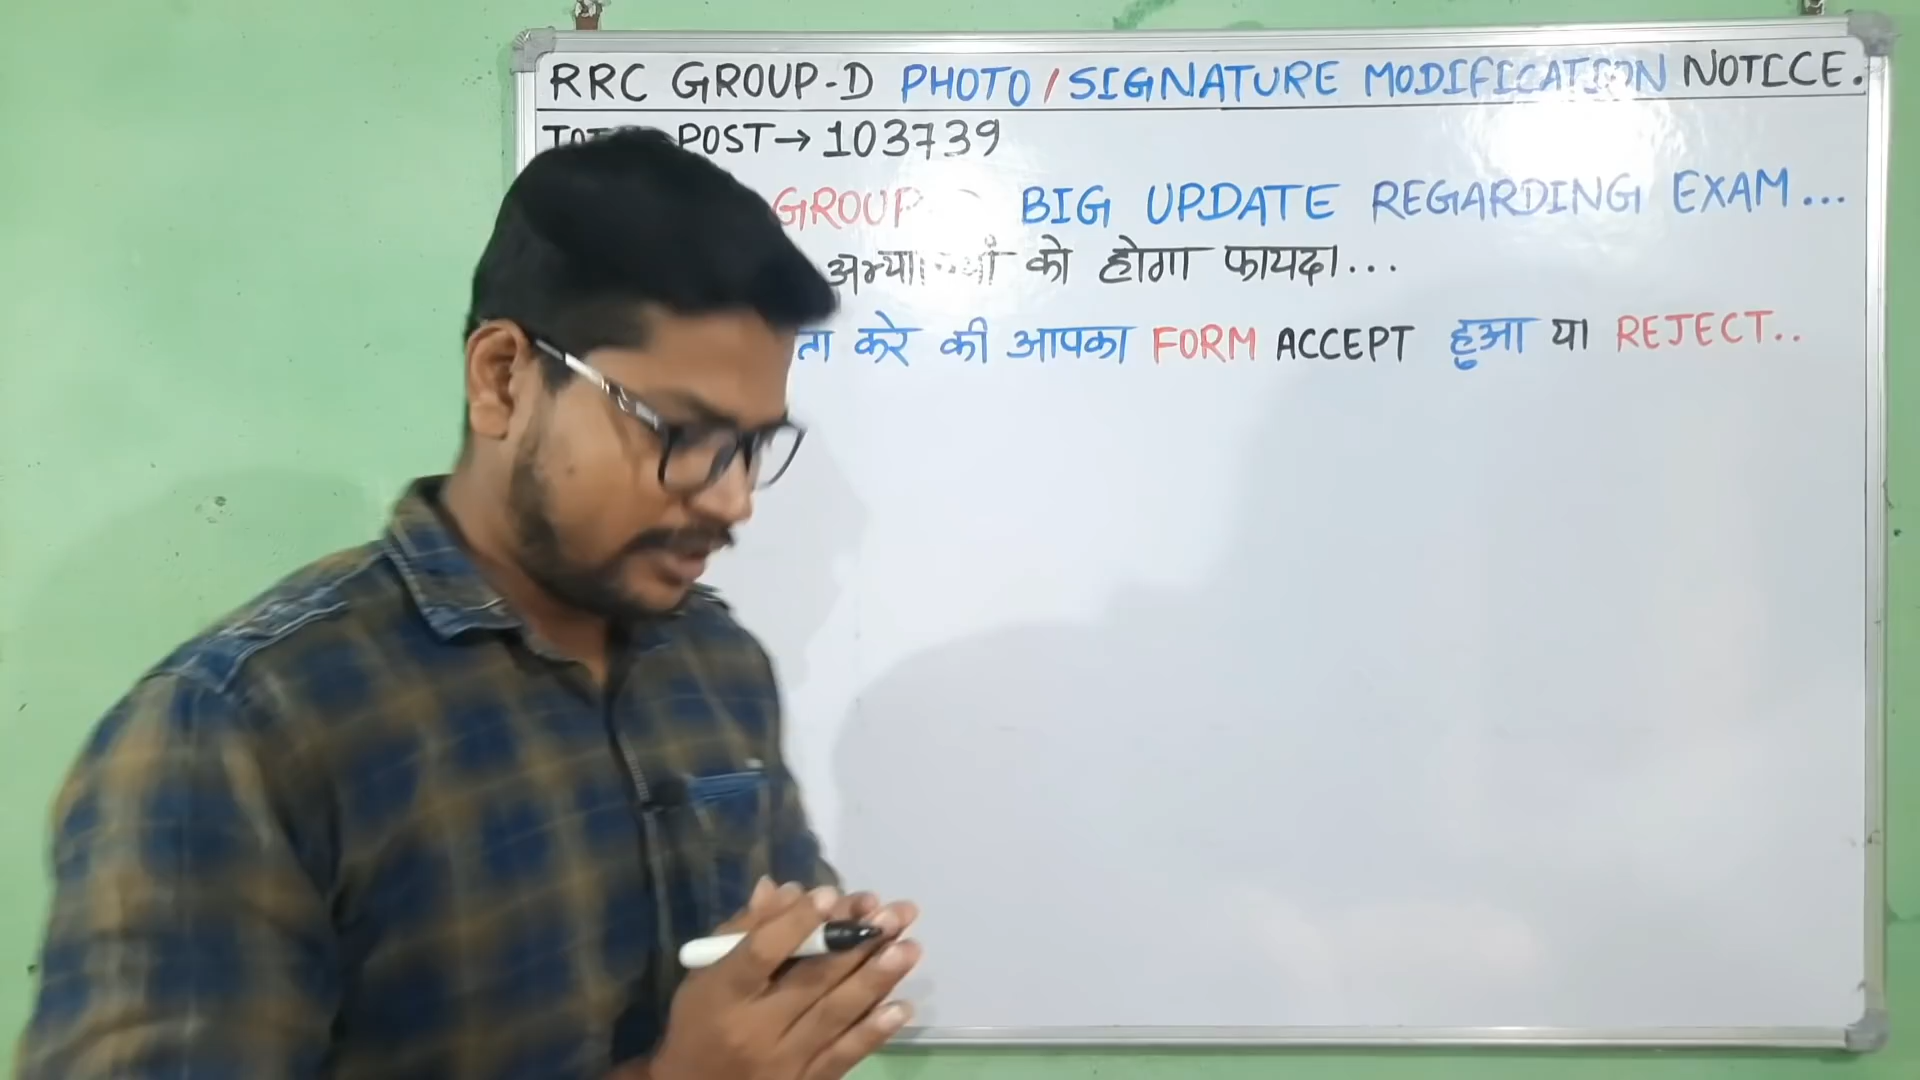 RRC GROUP-D PHOTO/SIGNATURE MODIFICATION NOTICE.
POST→103739
GROUP BIG UPDATE REGARDING EXAM...
को होगा फायदा...
करे की आपका FORM ACCEPT हुआ या REJECT..